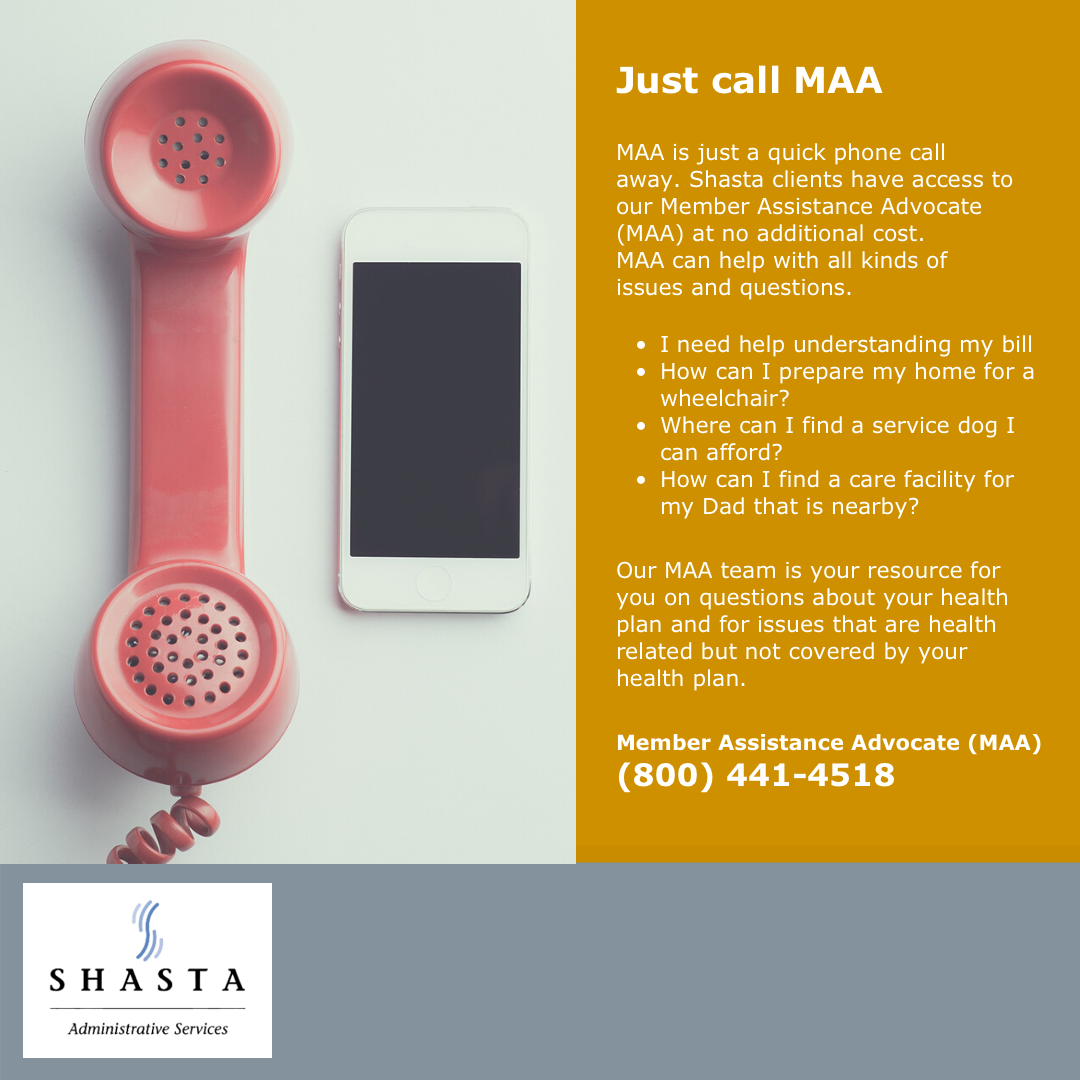 Just call MAA
MAA is just a quick phone call
away. Shasta clients have access to
our Member Assistance Advocate
(MAA) at no additional cost.
MAA can help with all kinds of
issues and questions.
• I need help understanding my bill
• How can I prepare my home for a
wheelchair?
• Where can I find a service dog I
can afford?
• How can I find a care facility for
my Dad that is nearby?
Our MAA team is your resource for
you on questions about your health
plan and for issues that are health
related but not covered by your
health plan.
Member Assistance Advocate (MAA)
(800) 441-4518
SHASTA
Administrative Services